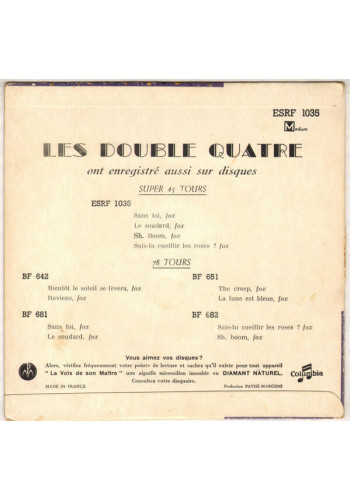 ESRF 1035
Medium
LES DOUBLE QUATRE
ont enregistré aussi sur disques
SUPER 45 TOURS
ESRF 1035
Sans toi, fox
Le soudard, fox
Sh. Boom, fox
Sais-tu cueillir les roses ? fox
78 TOURS
BF 642
Bientôt le soleil se lèvera, fox
Reviens, fox
BF 651
The creep, fox
La lune est bleue, fox
BF 681
Sans toi, fox
Le soudard, fox
BF 682
Sais-tu cueillir les roses ? fox
Sh. boom, fox
Vous aimez vos disques ?
Alors, vérifiez fréquemment votre pointe de lecture et sachez qu'il existe pour tout appareil
"La Voix de son Maître" une aiguille microsillon inusable en DIAMANT NATUREL.
Consultez votre disquaire.
MADE IN FRANCE
Production PATHÉ-MARCONI
Columbia